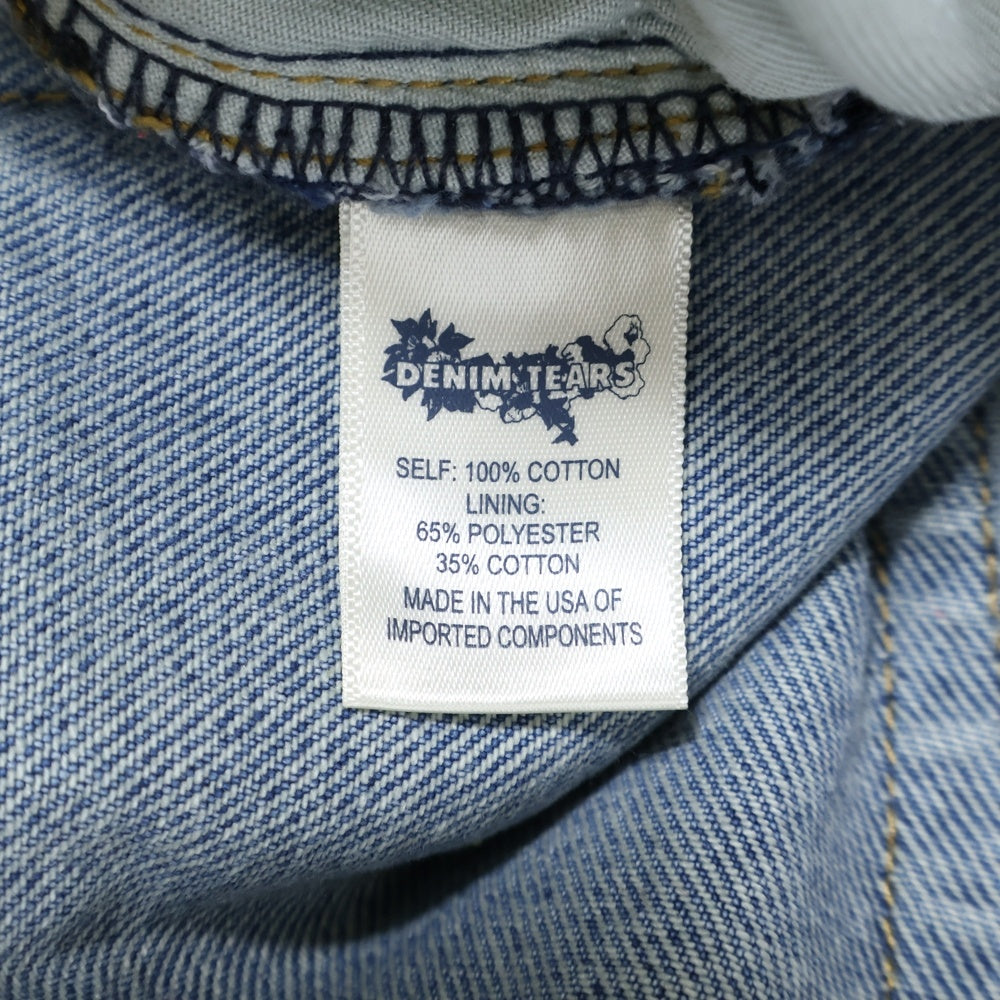 DENIM TEARS
SELF: 100% COTTON
LINING:
65% POLYESTER
35% COTTON
MADE IN THE USA OF
IMPORTED COMPONENTS